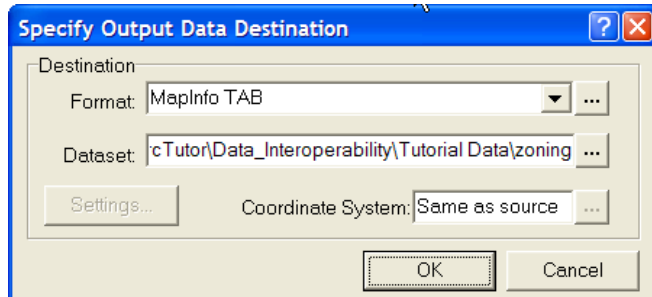 Specify Output Data Destination
Destination
Format: MapInfo TAB ...
Dataset: rcTutor\Data_Interoperability\Tutorial Data\zoning ...
Settings... Coordinate System: Same as source ...
OK Cancel